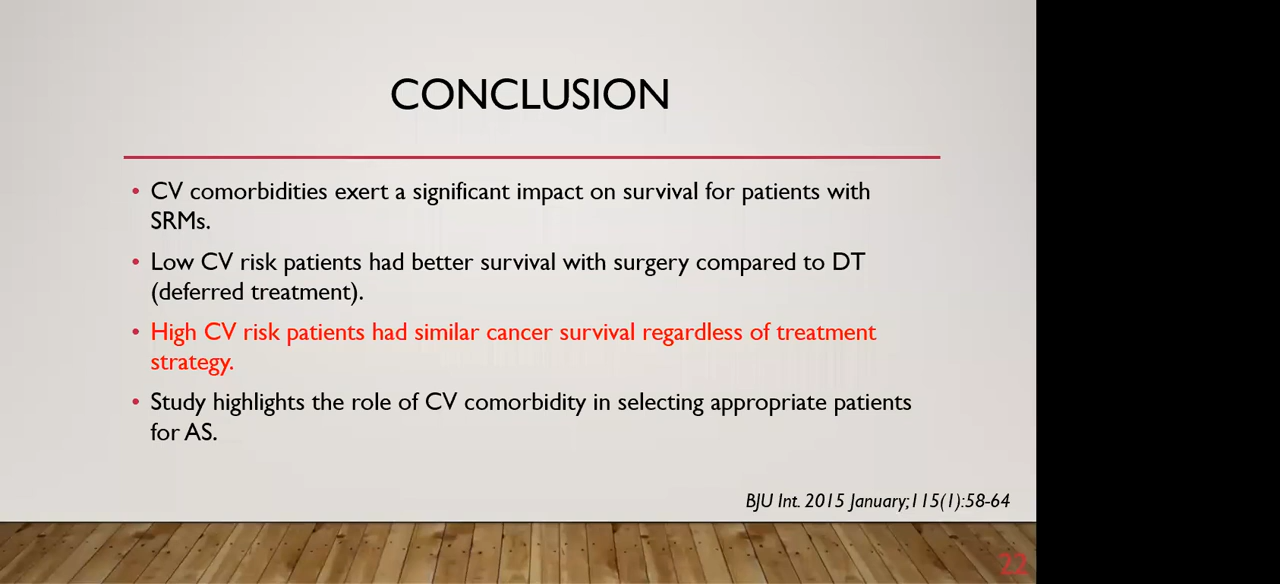 CONCLUSION
• CV comorbidities exert a significant impact on survival for patients with
SRMs.
• Low CV risk patients had better survival with surgery compared to DT
(deferred treatment).
• High CV risk patients had similar cancer survival regardless of treatment
strategy.
• Study highlights the role of CV comorbidity in selecting appropriate patients
for AS.
BJU Int. 2015 January;115(1):58-64
22